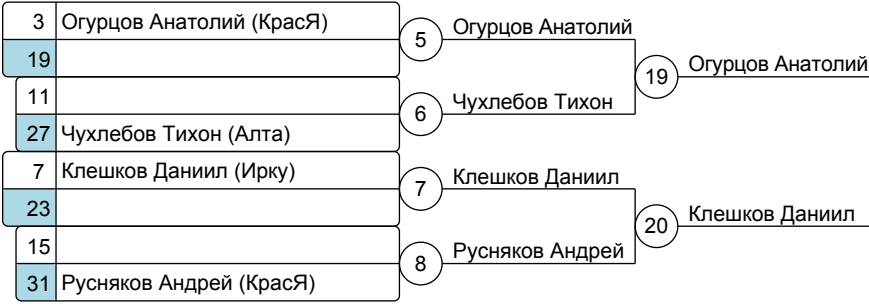 3 Огурцов Анатолий (КрасЯ)
19
11
27 Чухлебов Тихон (Алта)
7 Клешков Даниил (Ирку)
23
15
31 Русняков Андрей (КрасЯ)
5 Огурцов Анатолий
6 Чухлебов Тихон
7 Клешков Даниил
8 Русняков Андрей
19 Огурцов Анатолий
20 Клешков Даниил